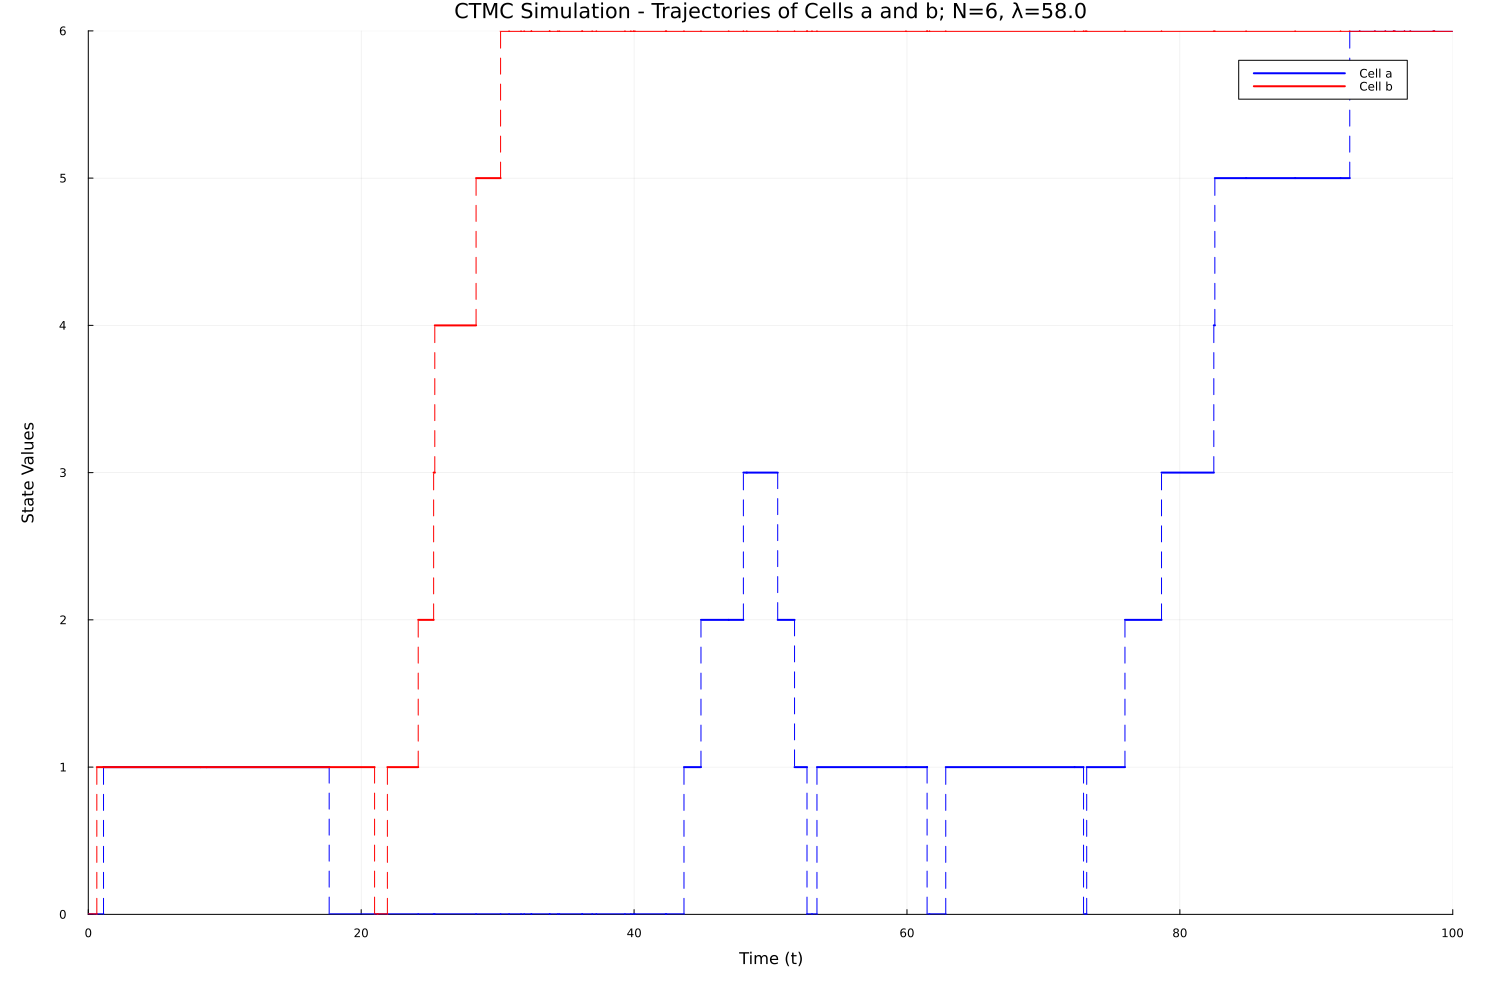 CTMC Simulation - Trajectories of Cells a and b; N=6, λ=58.0
6
Cell a
Cell b
5
4
State Values
3
2
1
0
0 20 40 60 80 100
Time (t)